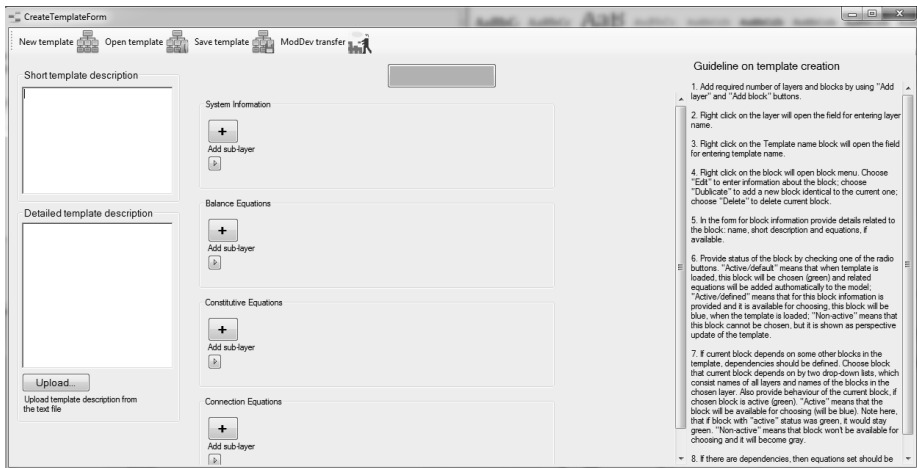 CreateTemplateForm
New template
Open template
Save template
ModDev transfer
Short template description
Detailed template description
Upload...
Upload template description from
the text file
System Information
+
Add sub-layer
Balance Equations
+
Add sub-layer
Constitutive Equations
+
Add sub-layer
Connection Equations
+
Add sub-layer
Guideline on template creation
1. Add required number of layers and blocks by using "Add
layer" and "Add block" buttons.
2. Right click on the layer will open the field for entering layer
name.
3. Right click on the Template name block will open the field
for entering template name.
4. Right click on the block will open block menu. Choose
"Edit" to enter information about the block; choose
"Dublicate" to add a new block identical to the current one;
choose "Delete" to delete current block.
5. In the form for block information provide details related to
the block: name, short description and equations, if
available.
6. Provide status of the block by checking one of the radio
buttons. "Active/default" means that when template is
loaded, this block will be chosen (green) and related
equations will be added authomatically to the model;
"Active/defined" means that for this block information is
provided and it is available for choosing, this block will be
blue, when the template is loaded; "Non-active" means that
this block cannot be chosen, but it is shown as perspective
update of the template.
7. If current block depends on some other blocks in the
template, dependencies should be defined. Choose block
that current block depends on by two drop-down lists, which
consist names of all layers and names of the blocks in the
chosen layer. Also provide behaviour of the current block, if
chosen block is active (green). "Active" means that the
block will be available for choosing (will be blue). Note here,
that if block with "active" status was green, it would stay
green. "Non-active" means that block won't be available for
choosing and it will become gray.
8. If there are dependencies, then equations set should be